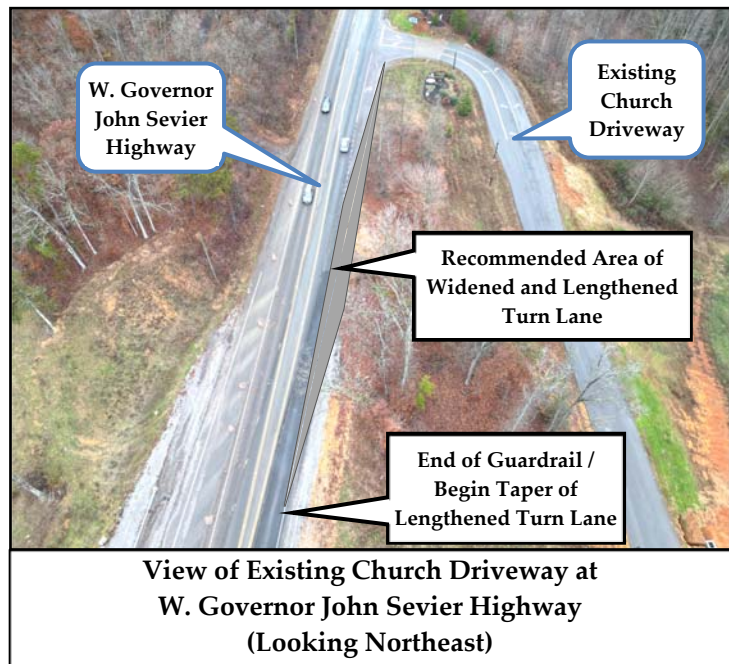 W. Governor
John Sevier
Highway
Existing
Church
Driveway
Recommended Area of
Widened and Lengthened
Turn Lane
End of Guardrail /
Begin Taper of
Lengthened Turn Lane
View of Existing Church Driveway at
W. Governor John Sevier Highway
(Looking Northeast)